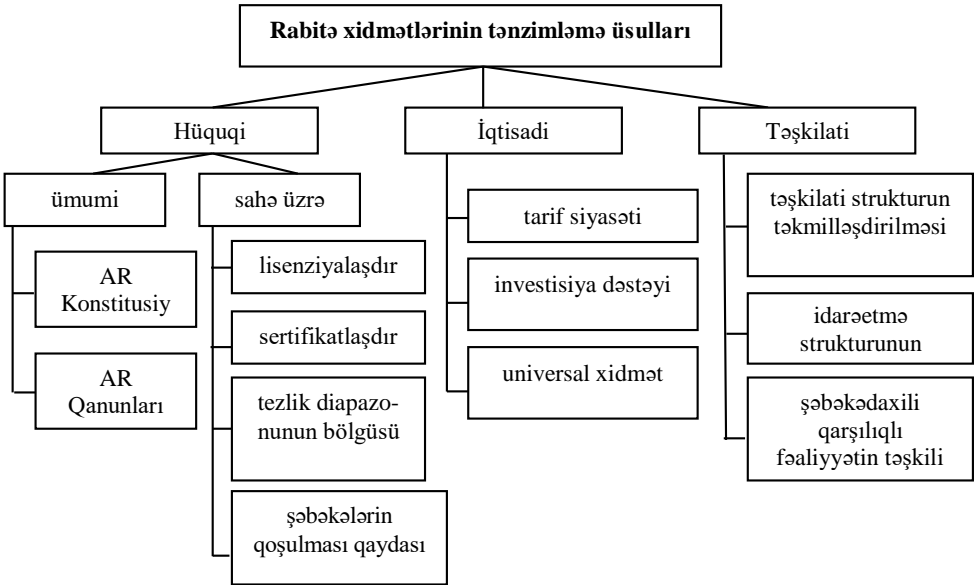 Rabitə xidmətlərinin tənzimləmə üsulları
Hüquqi
İqtisadi
Təşkilati
ümumi
sahə üzrə
AR
Konstitusiy
AR
Qanunları
lisenziyalaşdır
sertifikatlaşdır
tezlik diapazo-
nunun bölgüsü
şəbəkələrin
qoşulması qaydası
tarif siyasəti
investisiya dəstəyi
universal xidmət
təşkilati strukturun
təkmilləşdirilməsi
idarəetmə
strukturunun
şəbəkədaxili
qarşılıqlı
fəaliyyətin təşkili